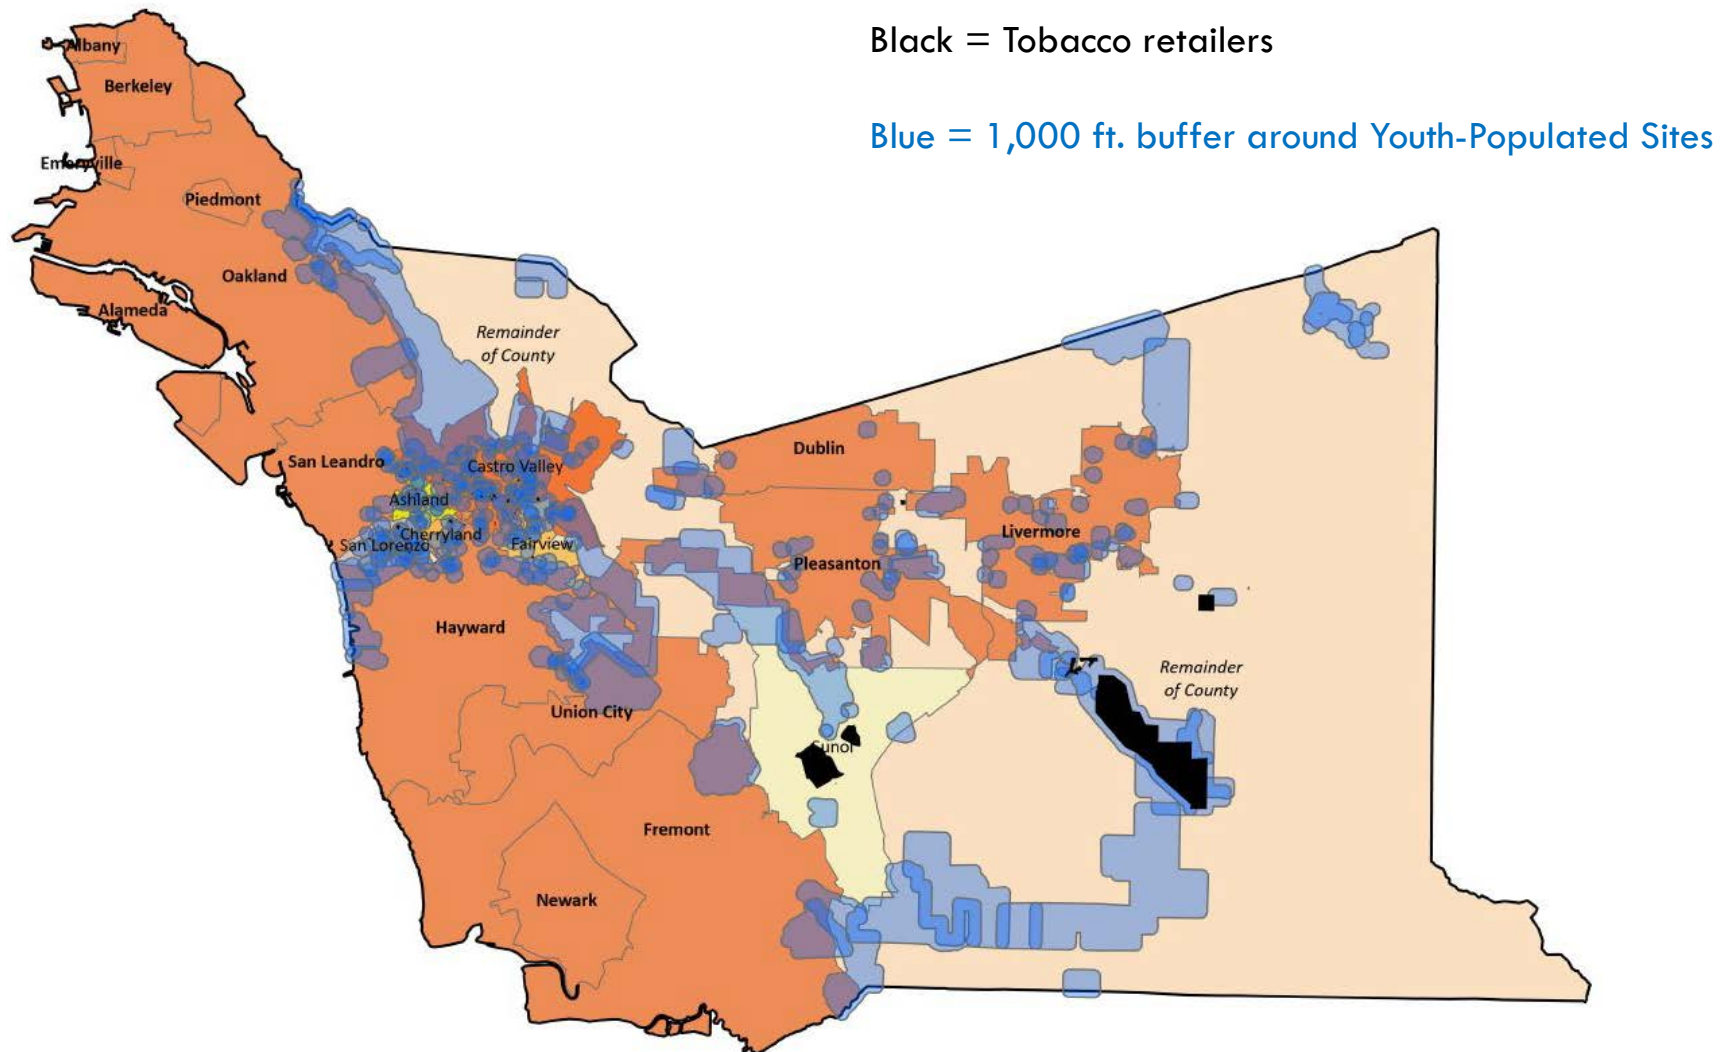 Black = Tobacco retailers
Blue = 1,000 ft. buffer around Youth-Populated Sites
Albany
Berkeley
Emeryville
Piedmont
Oakland
Alameda
Remainder
of County
San Leandro
Castro Valley
Ashland
Cherryland
San Lorenzo
Fairview
Dublin
Livermore
Pleasanton
Hayward
Remainder
of County
Union City
Sunol
Fremont
Newark